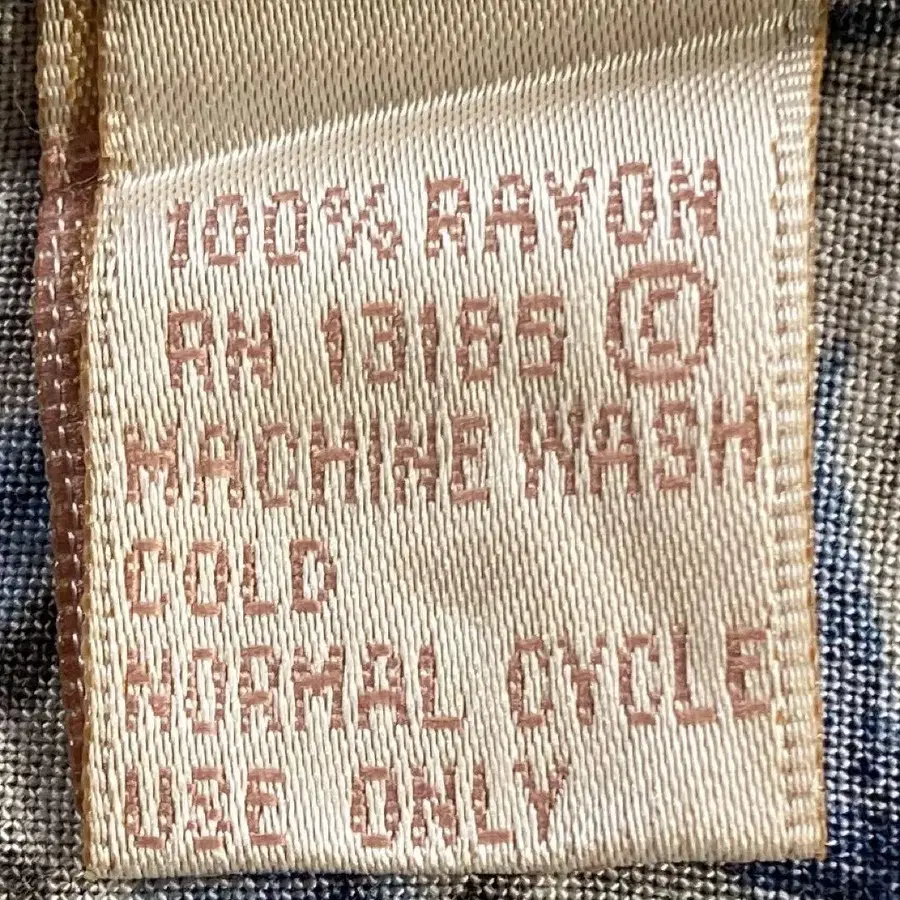 100% RAYON
RN 13185 ©
MACHINE WASH
COLD
NORMAL CYCLE
USE ONLY